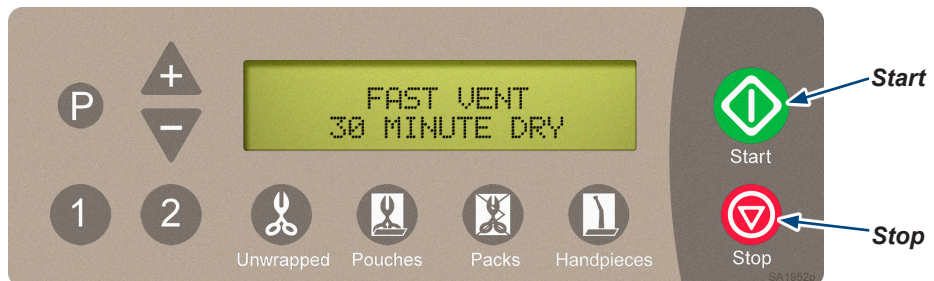 P
+
−
FAST VENT
30 MINUTE DRY
Start
Start
1
2
Unwrapped
Pouches
Packs
Handpieces
Stop
Stop
SA1952p